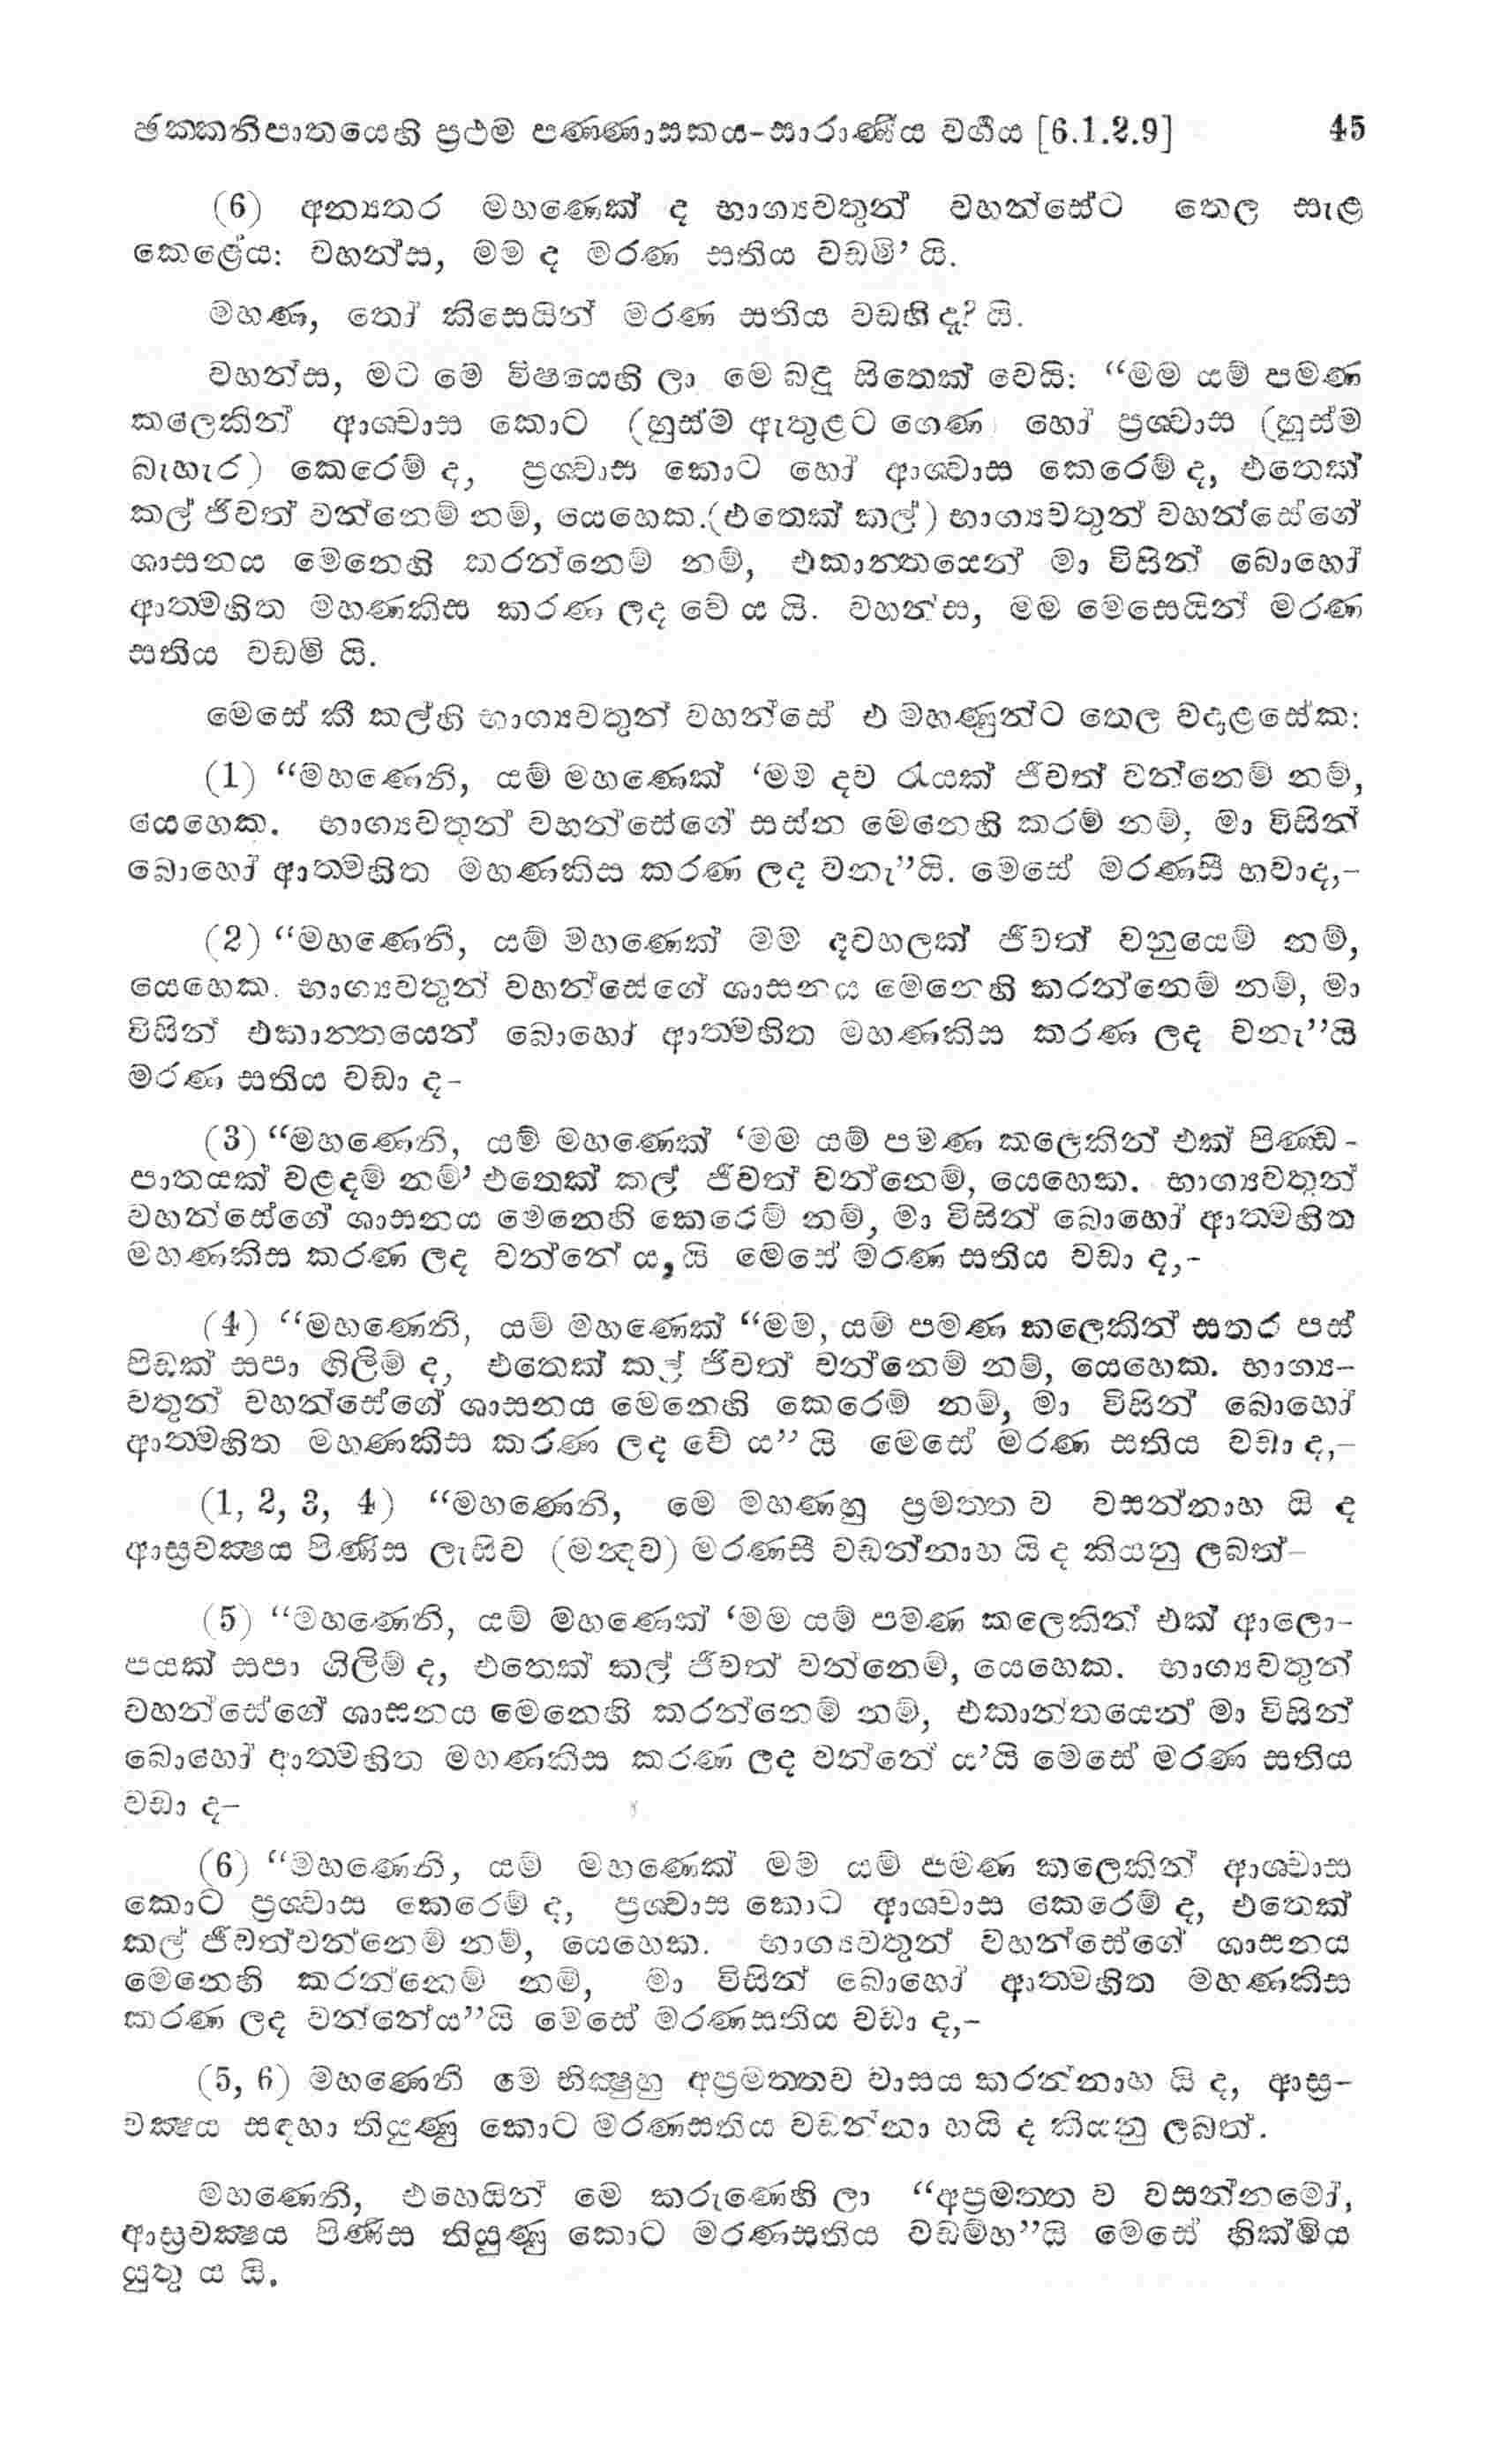 ඡක්කනිපාතයෙහි ප්‍රථම පණ්ණාසකය-සාරාණීය වර්‍ගය [6.1.2.9] 45
(6) අන්‍යතර මහණෙක් ද භාග්‍යවතුන් වහන්සේට තෙල සැළ
කෙළේය: වහන්ස, මම ද මරණ සතිය වඩමි’ යි.
මහණ, තෝ කිසෙයින් මරණ සතිය වඩහි ද? යි.
වහන්ස, මට මේ විෂයෙහි ලා මෙ බඳු සිතෙක් වෙයි: “මම යම් පමණ
කලෙකින් ආශ්වාස කොට (හුස්ම ඇතුළට ගෙණ) හෝ ප්‍රශ්වාස (හුස්ම
බැහැර) කෙරෙම් ද, ප්‍රශ්වාස කොට හෝ ආශ්වාස කෙරෙම් ද, එතෙක්
කල් ජීවත් වන්නෙම් නම්, යෙහෙක.(එතෙක් කල්) භාග්‍යවතුන් වහන්සේගේ
ශාසනය මෙනෙහි කරන්නෙම් නම්, එකාන්තයෙන් මා විසින් බොහෝ
ආත්මහිත මහණකිස කරණ ලද වේ ය යි. වහන්ස, මම මෙසෙයින් මරණ
සතිය වඩමි යි.
මෙසේ කී කල්හි භාග්‍යවතුන් වහන්සේ එ මහණුන්ට තෙල වදාළසේක:
(1) “මහණෙනි, යම් මහණෙක් ‘මම දව රැයක් ජීවත් වන්නෙම් නම්,
යෙහෙක. භාග්‍යවතුන් වහන්සේගේ සස්න මෙනෙහි කරම් නම්, මා විසින්
බොහෝ ආත්මහිත මහණකිස කරණ ලද වනැ”යි. මෙසේ මරණසී භවාද,–
(2) “මහණෙනි, යම් මහණෙක් මම දවහලක් ජීවත් වනුයෙම් නම්,
යෙහෙක. භාග්‍යවතුන් වහන්සේගේ ශාසනය මෙනෙහි කරන්නෙම් නම්, මා
විසින් එකාන්තයෙන් බොහෝ ආත්මහිත මහණකිස කරණ ලද වනැ”යි
මරණ සතිය වඩා ද–
(3) “මහණෙනි, යම් මහණෙක් ‘මම යම් පමණ කලෙකින් එක් පිණ්ඩ-
පාතයක් වළඳම් නම්’ එතෙක් කල් ජීවත් වන්නෙම්, යෙහෙක. භාග්‍යවතුන්
වහන්සේගේ ශාසනය මෙනෙහි කෙරෙම් නම්, මා විසින් බොහෝ ආත්මහිත
මහණකිස කරණ ලද වන්නේ ය,යි මෙසේ මරණ සතිය වඩා ද,–
(4) “මහණෙනි, යම් මහණෙක් “මම, යම් පමණ කලෙකින් සතර පස්
පිඩක් සපා ගිලිම් ද, එතෙක් කල් ජීවත් වන්නෙම් නම්, යෙහෙක. භාග්‍ය–
වතුන් වහන්සේගේ ශාසනය මෙනෙහි කෙරෙම් නම්, මා විසින් බොහෝ
ආත්මහිත මහණකිස කරණ ලද වේ ය” යි මෙසේ මරණ සතිය වඩා ද,–
(1, 2, 3, 4) “මහණෙනි, මෙ මහණහු ප්‍රමත්ත ව වසන්නාහ යි ද
ආස්‍රවක්‍ෂය පිණිස ලැසිව (මඳව) මරණසී වඩන්නාහ යි ද කියනු ලබත්–
(5) “මහණෙනි, යම් මහණෙක් ‘මම යම් පමණ කලෙකින් එක් ආලො–
පයක් සපා ගිලිම් ද, එතෙක් කල් ජීවත් වන්නෙම්, යෙහෙක. භාග්‍යවතුන්
වහන්සේගේ ශාසනය මෙනෙහි කරන්නෙම් නම්, එකාන්තයෙන් මා විසින්
බොහෝ ආත්මහිත මහණකිස කරණ ලද වන්නේ ය’යි මෙසේ මරණ සතිය
වඩා ද–
(6) “මහණෙනි, යම් මහණෙක් මම යම් පමණ කලෙකින් ආශ්වාස
කොට ප්‍රශ්වාස කෙරෙම් ද, ප්‍රශ්වාස කොට ආශ්වාස කෙරෙම් ද, එතෙක්
කල් ජීවත්වන්නෙම් නම්, යෙහෙක. භාග්‍යවතුන් වහන්සේගේ ශාසනය
මෙනෙහි කරන්නෙම් නම්, මා විසින් බොහෝ ආත්මහිත මහණකිස
කරණ ලද වන්නේය”යි මෙසේ මරණසතිය වඩා ද,–
(5, 6) මහණෙනි මේ භික්‍ෂුහු අප්‍රමත්තව වාසය කරන්නාහ යි ද, ආස්‍ර–
වක්‍ෂය සඳහා තියුණු කොට මරණසතිය වඩන්නා හයි ද කියනු ලබත්.
මහණෙනි, එහෙයින් මෙ කරුණෙහි ලා “අප්‍රමත්ත ව වසන්නමෝ,
ආස්‍රවක්‍ෂය පිණිස තියුණු කොට මරණසතිය වඩම්හ”යි මෙසේ හික්මිය
යුතු ය යි.